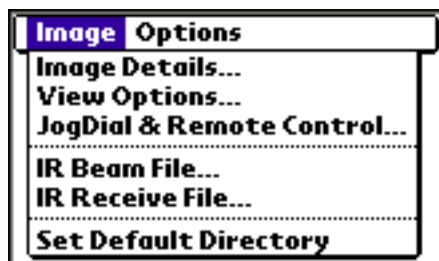 Image Options
Image Details...
View Options...
JogDial & Remote Control...
IR Beam File...
IR Receive File...
Set Default Directory